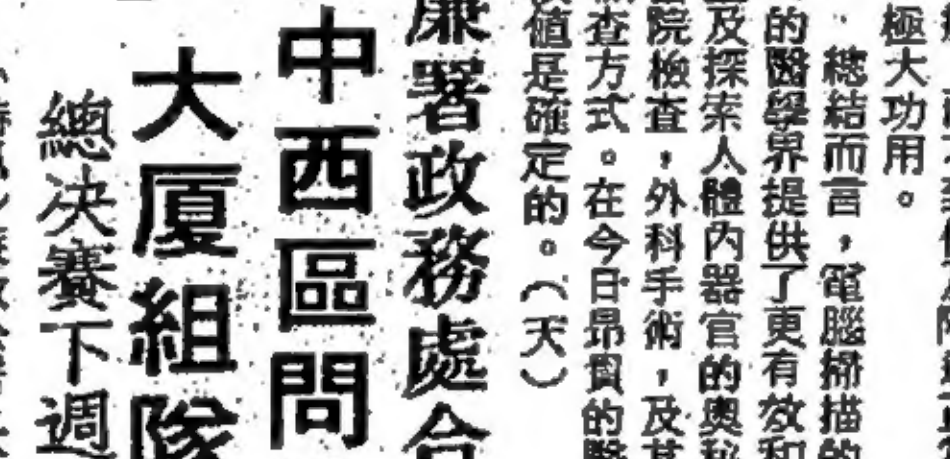 極大功用。
，總結而言，電腦掃描的
的醫學界提供了更有效和
及探索人體內器官的奧秘
院檢查，外科手術，及其
查方式。在今日昂貴的醫
值是確定的。（天）
廉署政務處合
中西區問
大厦組隊
總决賽下週